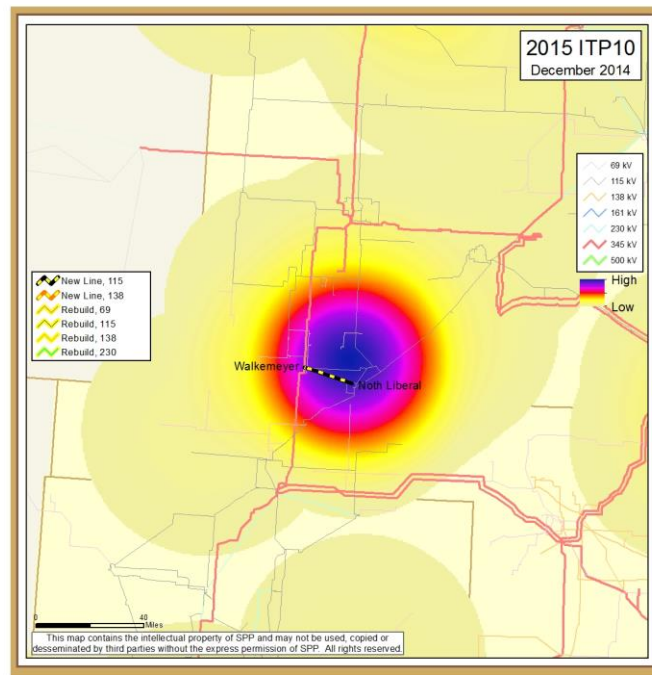 2015 ITP10
December 2014
69 kV
115 kV
138 kV
161 kV
230 kV
345 kV
500 kV
High
Low
New Line, 115
New Line, 138
Rebuild, 69
Rebuild, 115
Rebuild, 138
Rebuild, 230
Walkemeyer
Noth Liberal
0 40
Miles
This map contains the intellectual property of SPP and may not be used, copied or
desseminated by third parties without the express permission of SPP. All rights reserved.